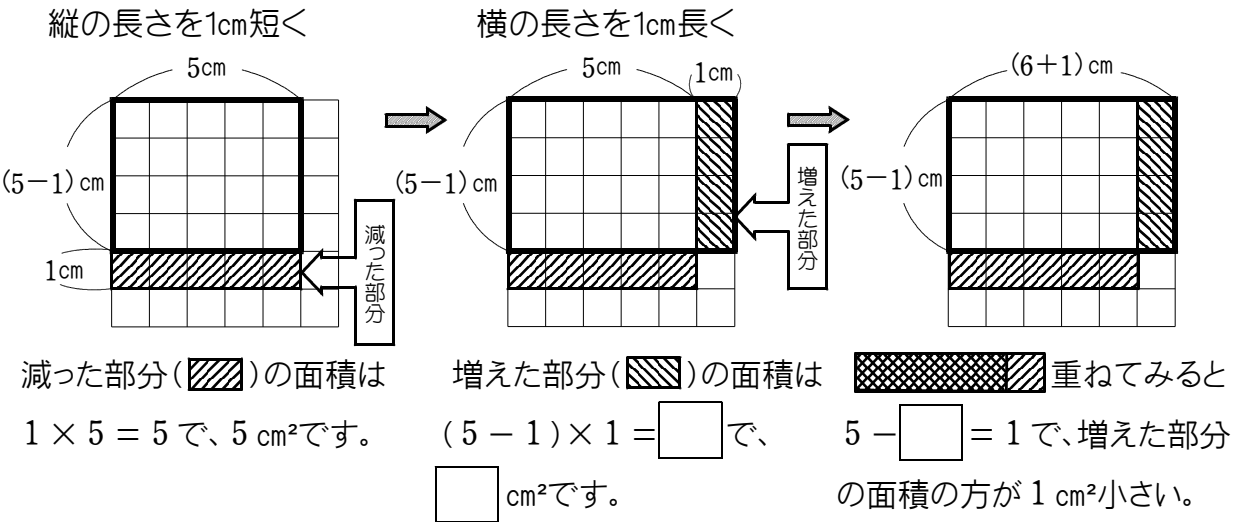 縦の長さを1cm短く
5cm
(5－1)cm
1cm
減った部分
減った部分(　)の面積は
1 × 5 = 5 で、5 cm²です。
横の長さを1cm長く
5cm
1cm
(5－1)cm
増えた部分
増えた部分(　)の面積は
( 5 － 1 ) × 1 = □ で、
□ cm²です。
(6＋1)cm
(5－1)cm
重ねてみると
5 － □ = 1 で、増えた部分
の面積の方が 1 cm²小さい。